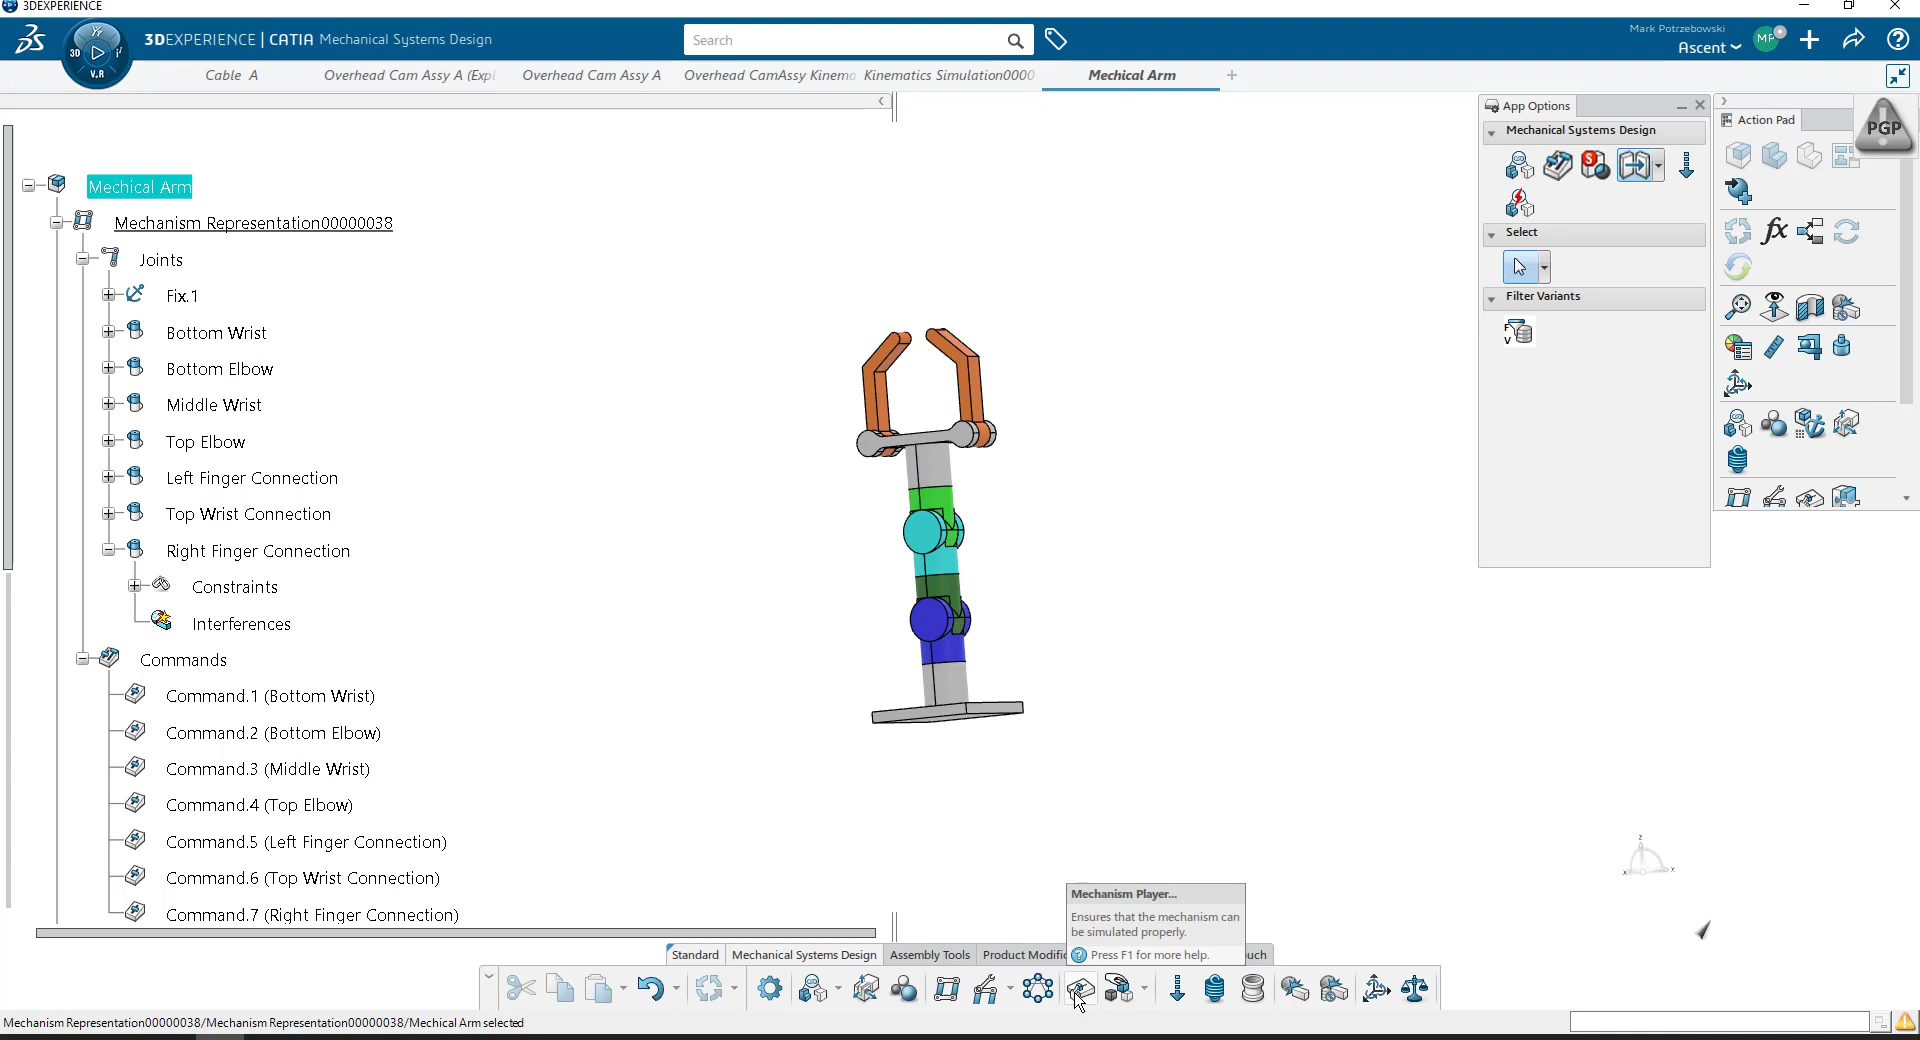 3DEXPERIENCE
3DEXPERIENCE | CATIA Mechanical Systems Design
3D
V.R
Search
Mark Potrzebowski
Ascent
MP
Cable A
Overhead Cam Assy A (Expl
Overhead Cam Assy A
Overhead CamAssy Kinema
Kinematics Simulation0000
Mechical Arm
Mechical Arm
Mechanism Representation00000038
Joints
Fix.1
Bottom Wrist
Bottom Elbow
Middle Wrist
Top Elbow
Left Finger Connection
Top Wrist Connection
Right Finger Connection
Constraints
Interferences
Commands
Command.1 (Bottom Wrist)
Command.2 (Bottom Elbow)
Command.3 (Middle Wrist)
Command.4 (Top Elbow)
Command.5 (Left Finger Connection)
Command.6 (Top Wrist Connection)
Command.7 (Right Finger Connection)
App Options
Mechanical Systems Design
Select
Filter Variants
F
V
Action Pad
PGP
fx
Mechanism Player...
Ensures that the mechanism can
be simulated properly.
Press F1 for more help.
Standard
Mechanical Systems Design
Assembly Tools
Product Modific
uch
Mechanism Representation00000038/Mechanism Representation00000038/Mechical Arm selected